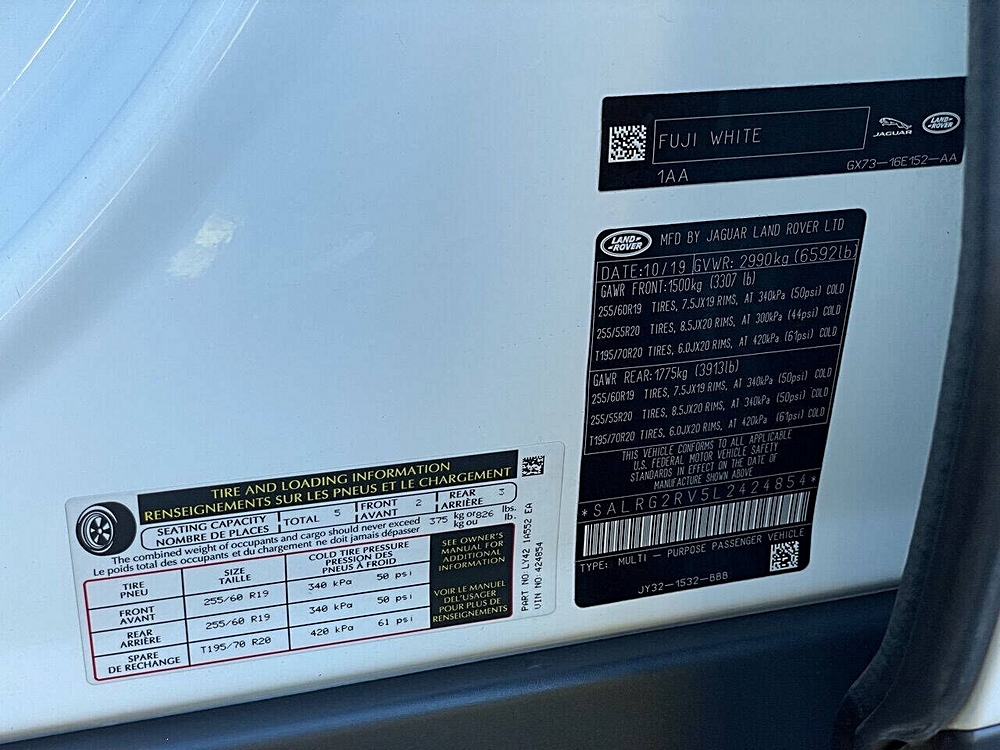 FUJI WHITE
JAGUAR
LAND ROVER
1AA
GX73-16E152-AA
LAND ROVER MFD BY JAGUAR LAND ROVER LTD
DATE:10/19 GVWR: 2990kg (6592lb)
GAWR FRONT:1500kg (3307 lb)
255/60R19 TIRES, 7.5JX19 RIMS, AT 340kPa (50psi) COLD
255/55R20 TIRES, 8.5JX20 RIMS, AT 300kPa (44psi) COLD
T195/70R20 TIRES, 6.0JX20 RIMS, AT 420kPa (61psi) COLD
GAWR REAR:1775kg (3913lb)
255/60R19 TIRES, 7.5JX19 RIMS, AT 340kPa (50psi) COLD
255/55R20 TIRES, 8.5JX20 RIMS, AT 340kPa (50psi) COLD
T195/70R20 TIRES, 6.0JX20 RIMS, AT 420kPa (61psi) COLD
THIS VEHICLE CONFORMS TO ALL APPLICABLE
U.S. FEDERAL MOTOR VEHICLE SAFETY
STANDARDS IN EFFECT ON THE DATE OF
MANUFACTURE SHOWN ABOVE
*SALRG2RV5L2424854*
TYPE: MULTI - PURPOSE PASSENGER VEHICLE
JY32-1532-BBB
TIRE AND LOADING INFORMATION
RENSEIGNEMENTS SUR LES PNEUS ET LE CHARGEMENT
SEATING CAPACITY
NOMBRE DE PLACES
TOTAL 5
FRONT
AVANT 2
REAR
ARRIÈRE 3
The combined weight of occupants and cargo should never exceed
Le poids total des occupants et du chargement ne doit jamais dépasser
375 kg or 826 lbs.
kg ou lb.
TIRE
PNEU
SIZE
TAILLE
COLD TIRE PRESSURE
PRESSION DES
PNEUS À FROID
FRONT
AVANT
255/60 R19
340 kPa 50 psi
REAR
ARRIÈRE
255/60 R19
340 kPa 50 psi
SPARE
DE RECHANGE
T195/70 R20
420 kPa 61 psi
SEE OWNER'S
MANUAL FOR
ADDITIONAL
INFORMATION
VOIR LE MANUEL
DEL'USAGER
POUR PLUS DE
RENSEIGNEMENTS
PART NO: LY42 1A552 EA
VIN NO: 424854